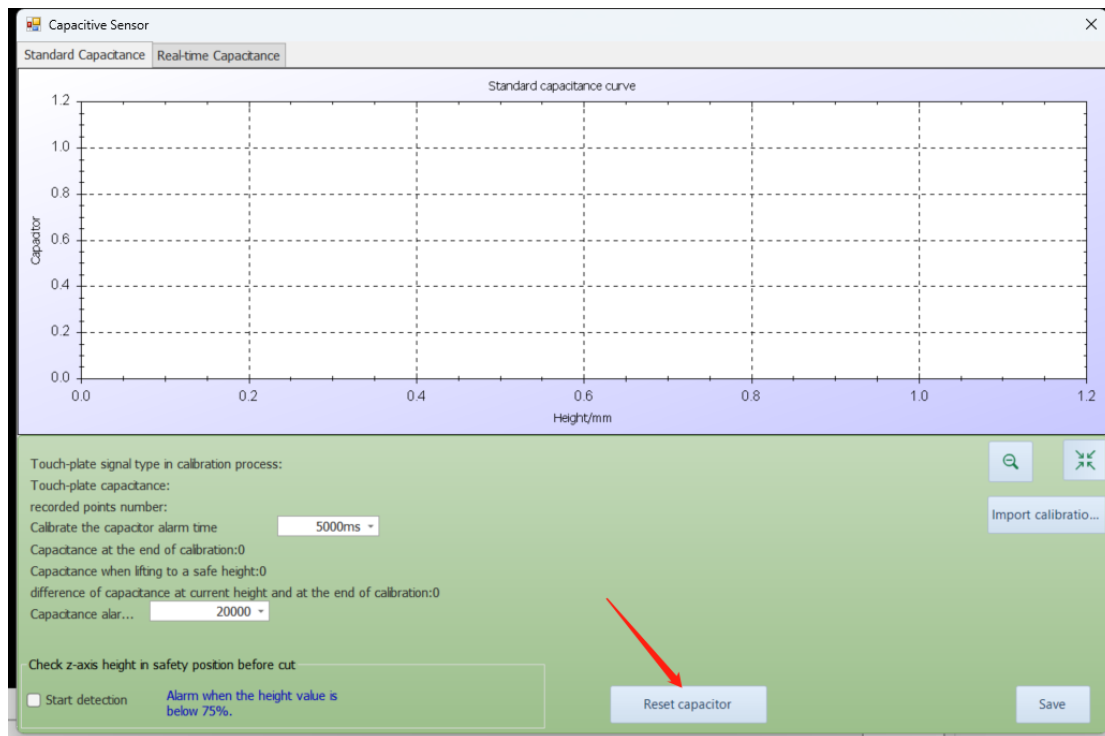 Capacitive Sensor
Standard Capacitance Real-time Capacitance
Standard capacitance curve
1.2
1.0
0.8
0.6
0.4
0.2
0.0
Capacitor
0.0 0.2 0.4 0.6 0.8 1.0 1.2
Height/mm
Touch-plate signal type in calibration process:
Touch-plate capacitance:
recorded points number:
Calibrate the capacitor alarm time 5000ms
Capacitance at the end of calibration:0
Capacitance when lifting to a safe height:0
difference of capacitance at current height and at the end of calibration:0
Capacitance alar... 20000
Import calibratio...
Check z-axis height in safety position before cut
Start detection
Alarm when the height value is
below 75%.
Reset capacitor
Save